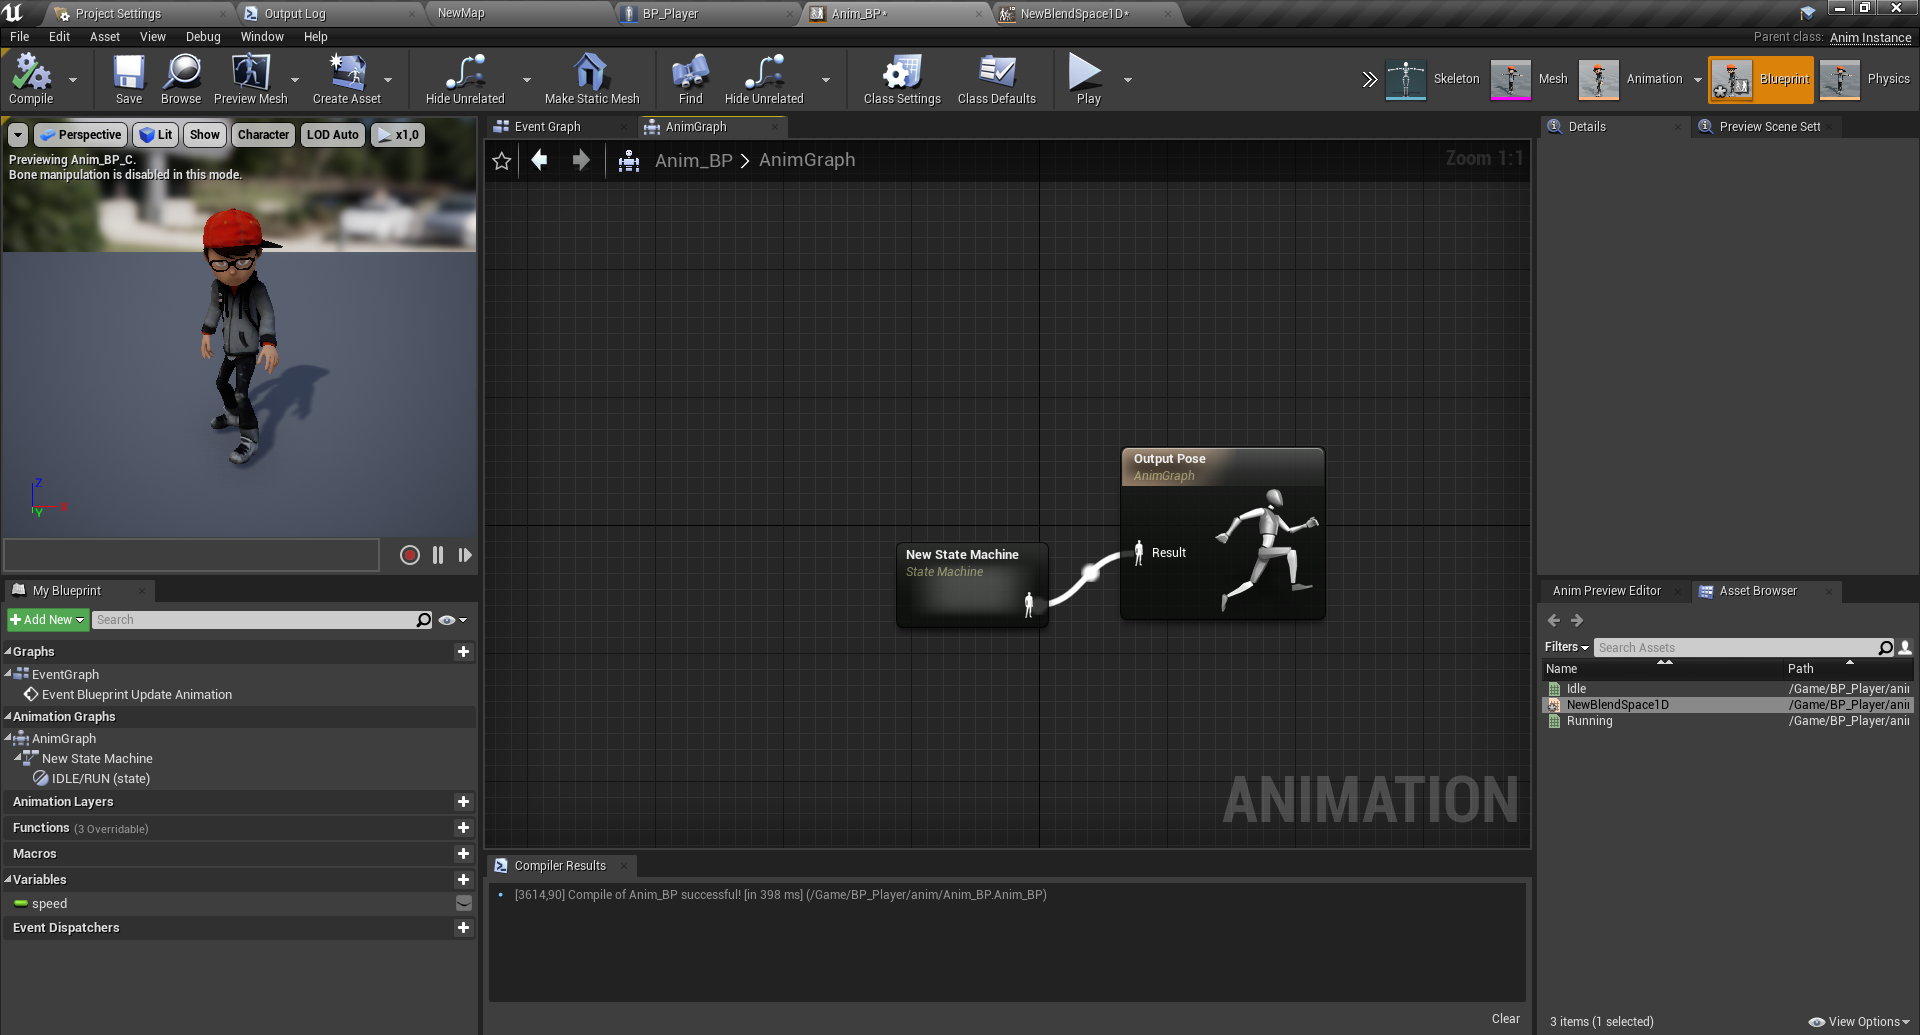 Project Settings
Output Log
NewMap
BP_Player
Anim_BP*
NewBlendSpace1D*
File Edit Asset View Debug Window Help
Parent class: Anim Instance
Compile
Save
Browse
Preview Mesh
Create Asset
Hide Unrelated
Make Static Mesh
Find
Hide Unrelated
Class Settings
Class Defaults
Play
Skeleton
Mesh
Animation
Blueprint
Physics
Perspective
Lit
Show
Character
LOD Auto
x1,0
Previewing Anim_BP_C.
Bone manipulation is disabled in this mode.
Z
X
Y
Event Graph
AnimGraph
Anim_BP > AnimGraph
Zoom 1:1
Output Pose
AnimGraph
Result
New State Machine
State Machine
ANIMATION
My Blueprint
Add New
Search
Graphs
EventGraph
Event Blueprint Update Animation
Animation Graphs
AnimGraph
New State Machine
IDLE/RUN (state)
Animation Layers
Functions (3 Overridable)
Macros
Variables
speed
Event Dispatchers
Compiler Results
[3614,90] Compile of Anim_BP successful! [in 398 ms] (/Game/BP_Player/anim/Anim_BP.Anim_BP)
Clear
Details
Preview Scene Sett
Anim Preview Editor
Asset Browser
Filters
Search Assets
Name Path
Idle /Game/BP_Player/ani
NewBlendSpace1D /Game/BP_Player/ani
Running /Game/BP_Player/ani
3 items (1 selected)
View Options